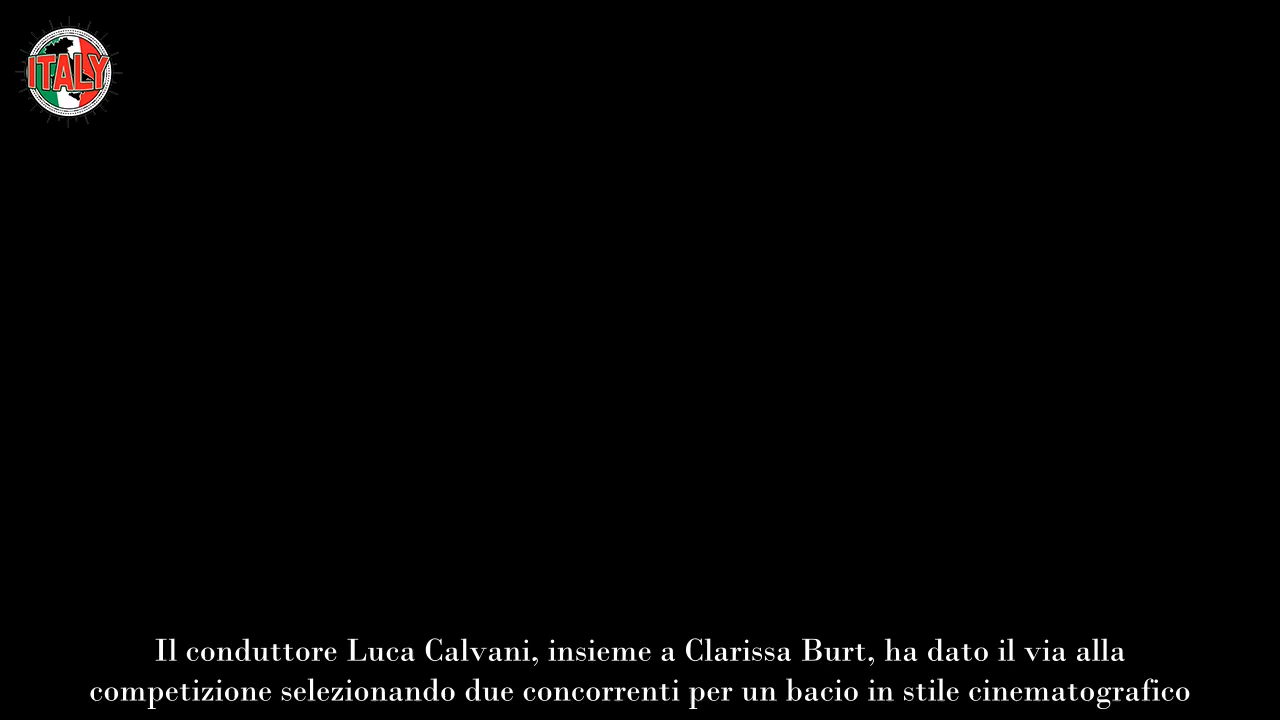 ITALY
Il conduttore Luca Calvani, insieme a Clarissa Burt, ha dato il via alla
competizione selezionando due concorrenti per un bacio in stile cinematografico